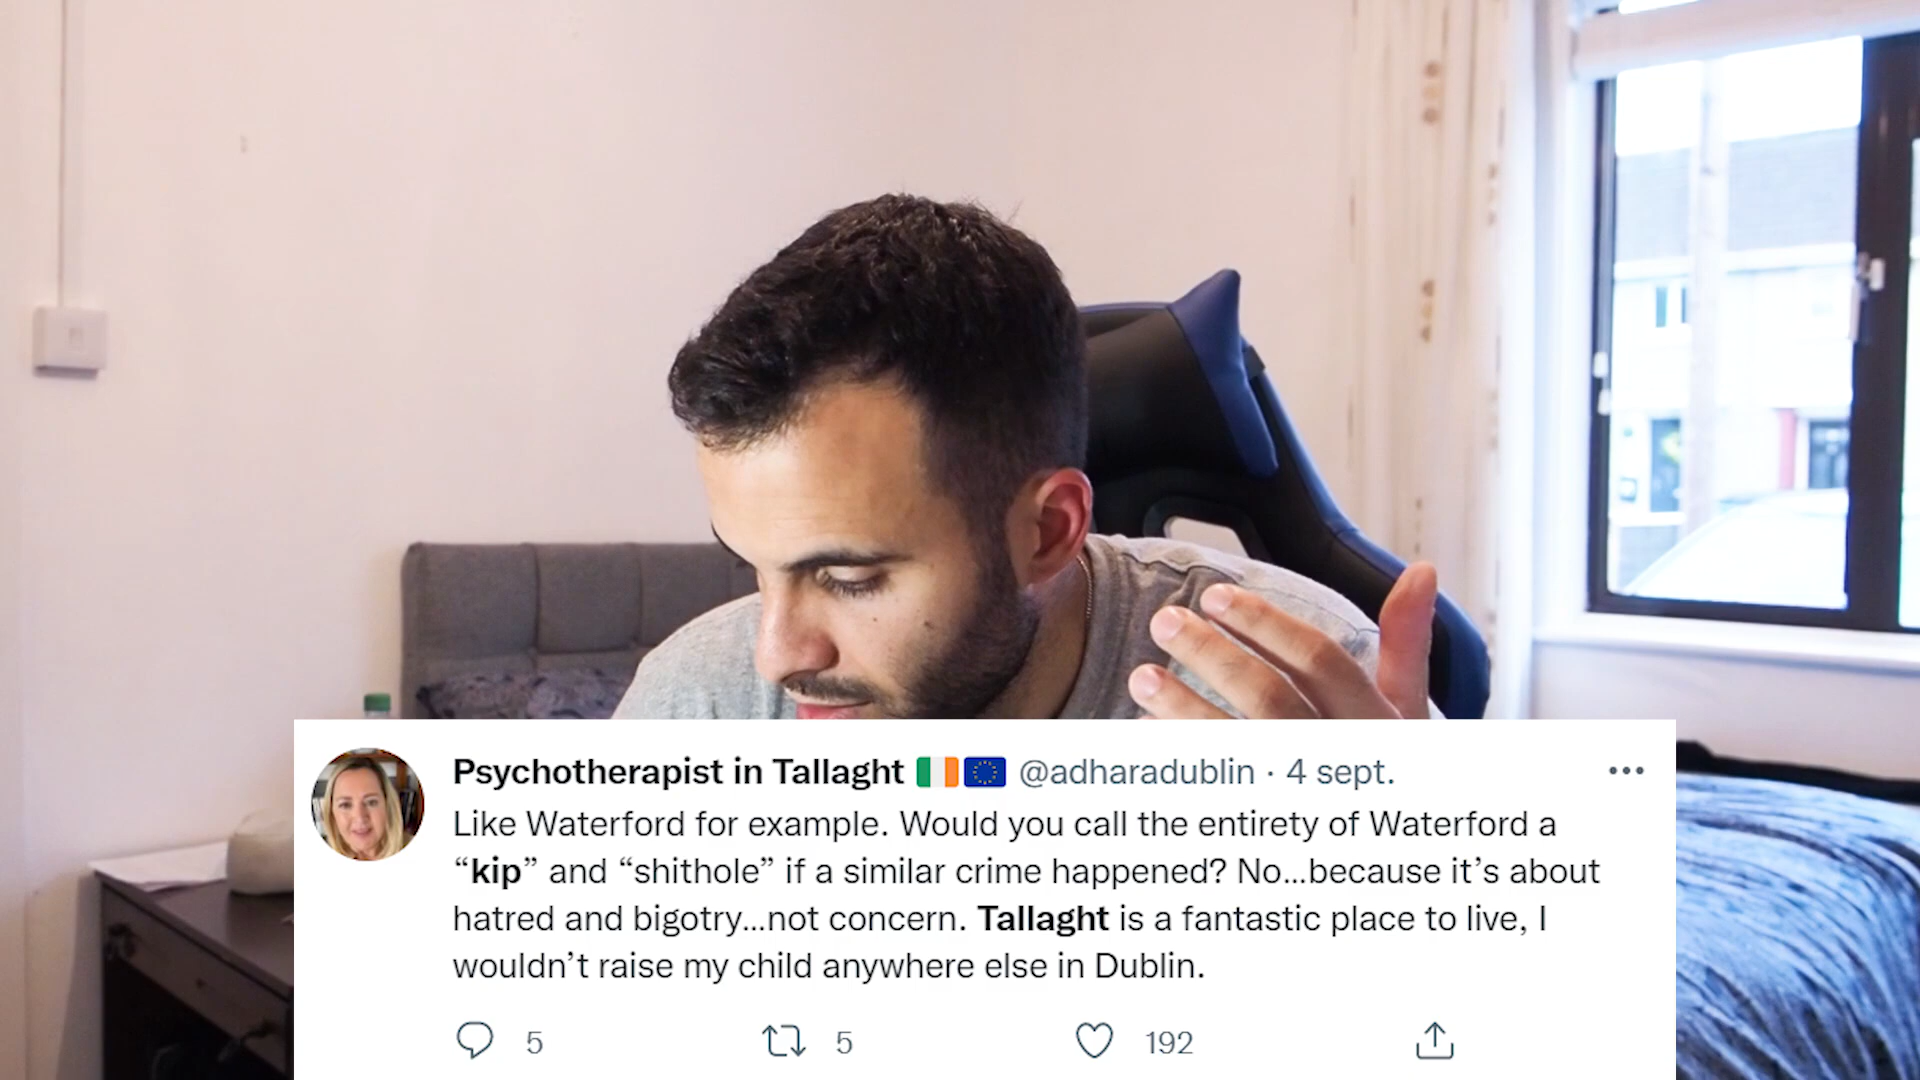 Psychotherapist in Tallaght 🇮🇪🇪🇺 @adharadublin · 4 sept.
Like Waterford for example. Would you call the entirety of Waterford a
“kip” and “shithole” if a similar crime happened? No...because it’s about
hatred and bigotry...not concern. Tallaght is a fantastic place to live, I
wouldn’t raise my child anywhere else in Dublin.
5 5 192